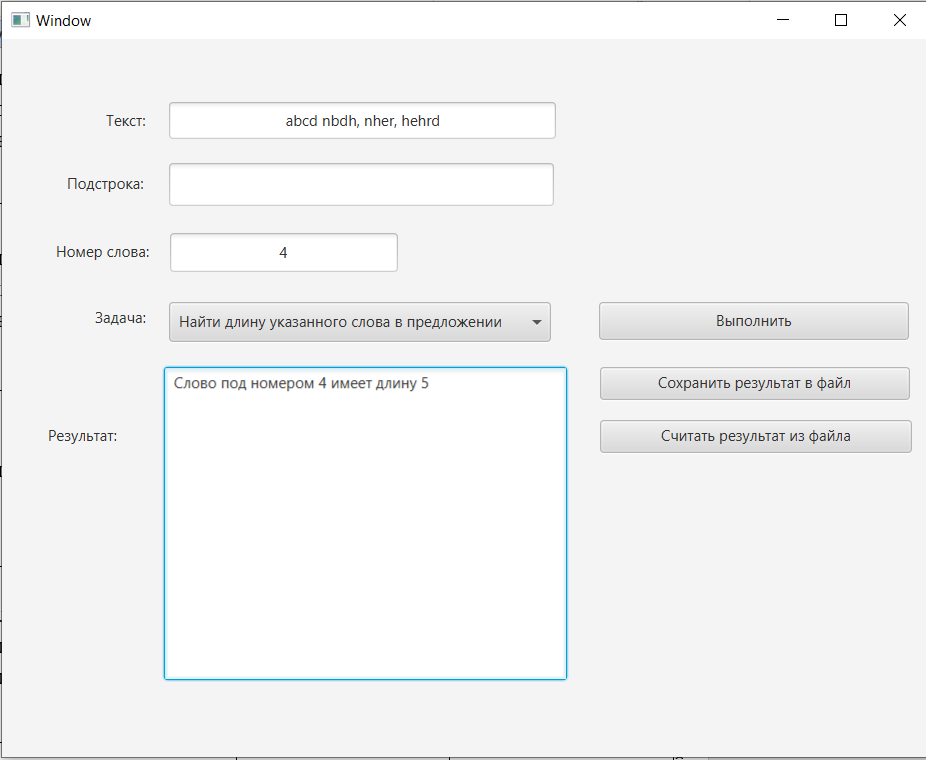 Window
Текст: abcd nbdh, nher, hehrd
Подстрока:
Номер слова: 4
Задача: Найти длину указанного слова в предложении Выполнить
Слово под номером 4 имеет длину 5 Сохранить результат в файл
Результат: Считать результат из файла